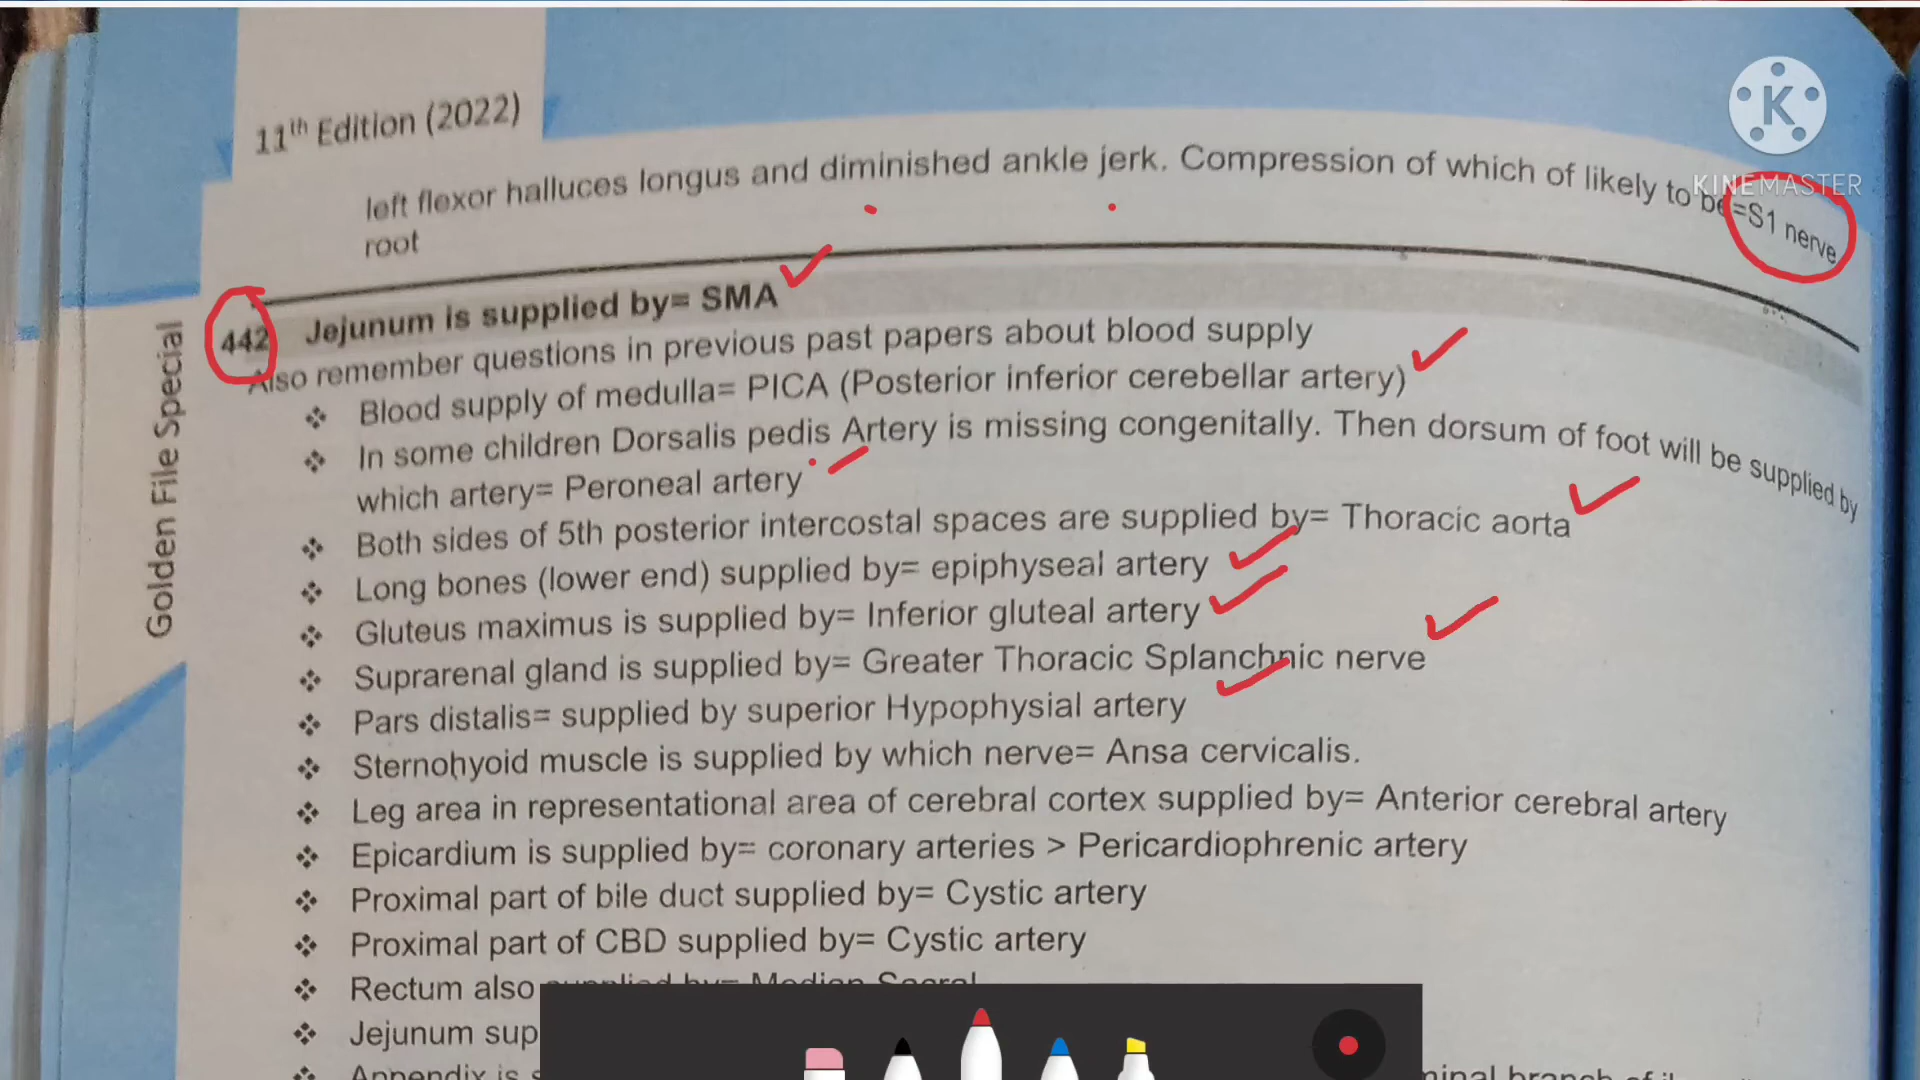 11th Edition (2022)
KINEMASTER
left flexor halluces longus and diminished ankle jerk. Compression of which of likely to be=S1 nerve
root
442 Jejunum is supplied by= SMA
Also remember questions in previous past papers about blood supply
❖ Blood supply of medulla= PICA (Posterior inferior cerebellar artery)
❖ In some children Dorsalis pedis Artery is missing congenitally. Then dorsum of foot will be supplied by
which artery= Peroneal artery
❖ Both sides of 5th posterior intercostal spaces are supplied by= Thoracic aorta
❖ Long bones (lower end) supplied by= epiphyseal artery
❖ Gluteus maximus is supplied by= Inferior gluteal artery
❖ Suprarenal gland is supplied by= Greater Thoracic Splanchnic nerve
❖ Pars distalis= supplied by superior Hypophysial artery
❖ Sternohyoid muscle is supplied by which nerve= Ansa cervicalis.
❖ Leg area in representational area of cerebral cortex supplied by= Anterior cerebral artery
❖ Epicardium is supplied by= coronary arteries > Pericardiophrenic artery
❖ Proximal part of bile duct supplied by= Cystic artery
❖ Proximal part of CBD supplied by= Cystic artery
❖ Rectum also supplied by= Median Sacral
❖ Jejunum sup
❖ Appendix is
Golden File Special